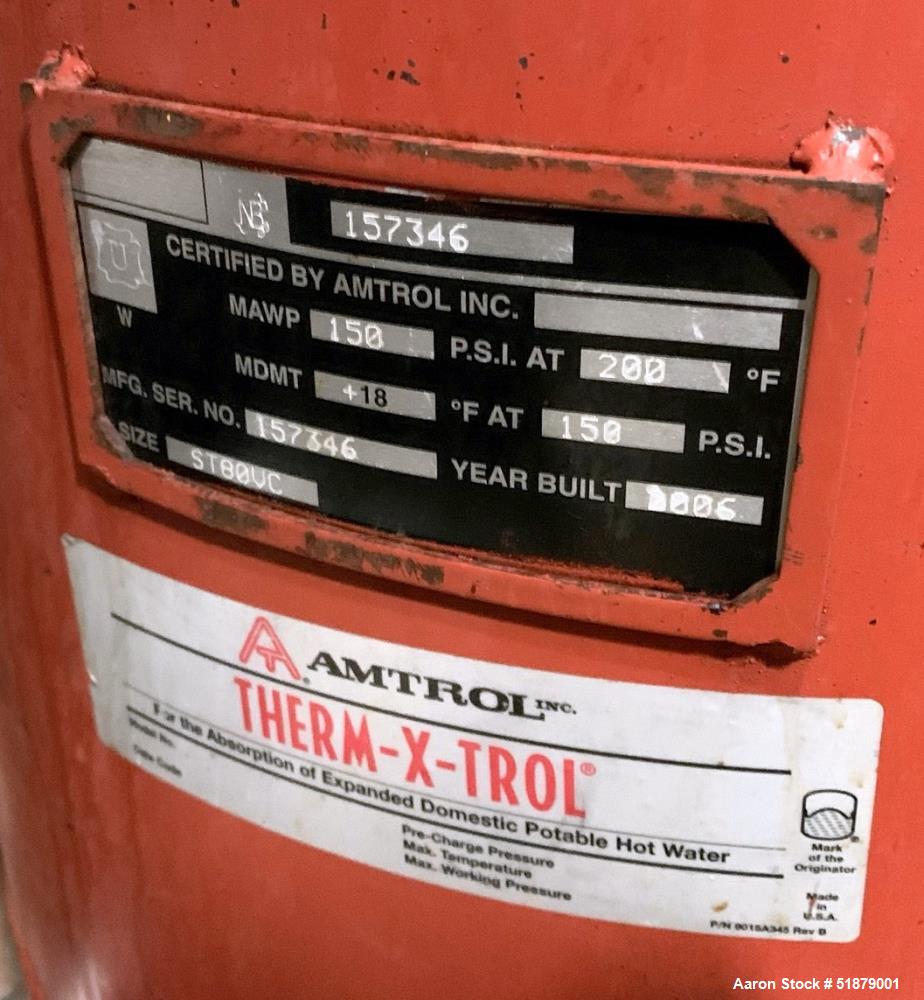 NB 157346
U
CERTIFIED BY AMTROL INC.
W
MAWP 150 P.S.I. AT 200 °F
MDMT +18 °F AT 150 P.S.I.
MFG. SER. NO. 157346 YEAR BUILT
SIZE ST80VC
AMTROL INC.
THERM-X-TROL®
For the Absorption of Expanded Domestic Potable Hot Water
Model No.
Date Code
Pre-Charge Pressure
Max. Temperature
Max. Working Pressure
Mark
of the
Originator
Made
in
U.S.A.
P/N 9018A345 Rev B
Aaron Stock # 51879001